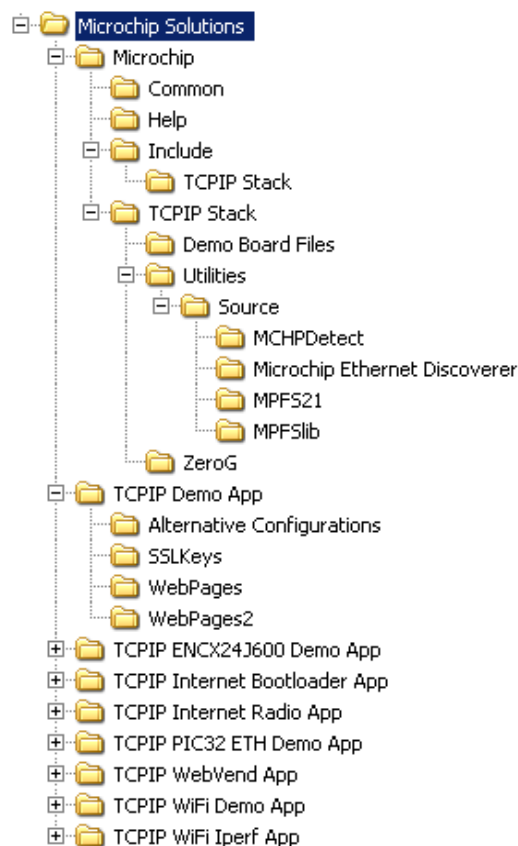 Microchip Solutions
Microchip
Common
Help
Include
TCPIP Stack
TCPIP Stack
Demo Board Files
Utilities
Source
MCHPDetect
Microchip Ethernet Discoverer
MPFS21
MPFSlib
ZeroG
TCPIP Demo App
Alternative Configurations
SSLKeys
WebPages
WebPages2
TCPIP ENCX24J600 Demo App
TCPIP Internet Bootloader App
TCPIP Internet Radio App
TCPIP PIC32 ETH Demo App
TCPIP WebVend App
TCPIP WiFi Demo App
TCPIP WiFi Iperf App